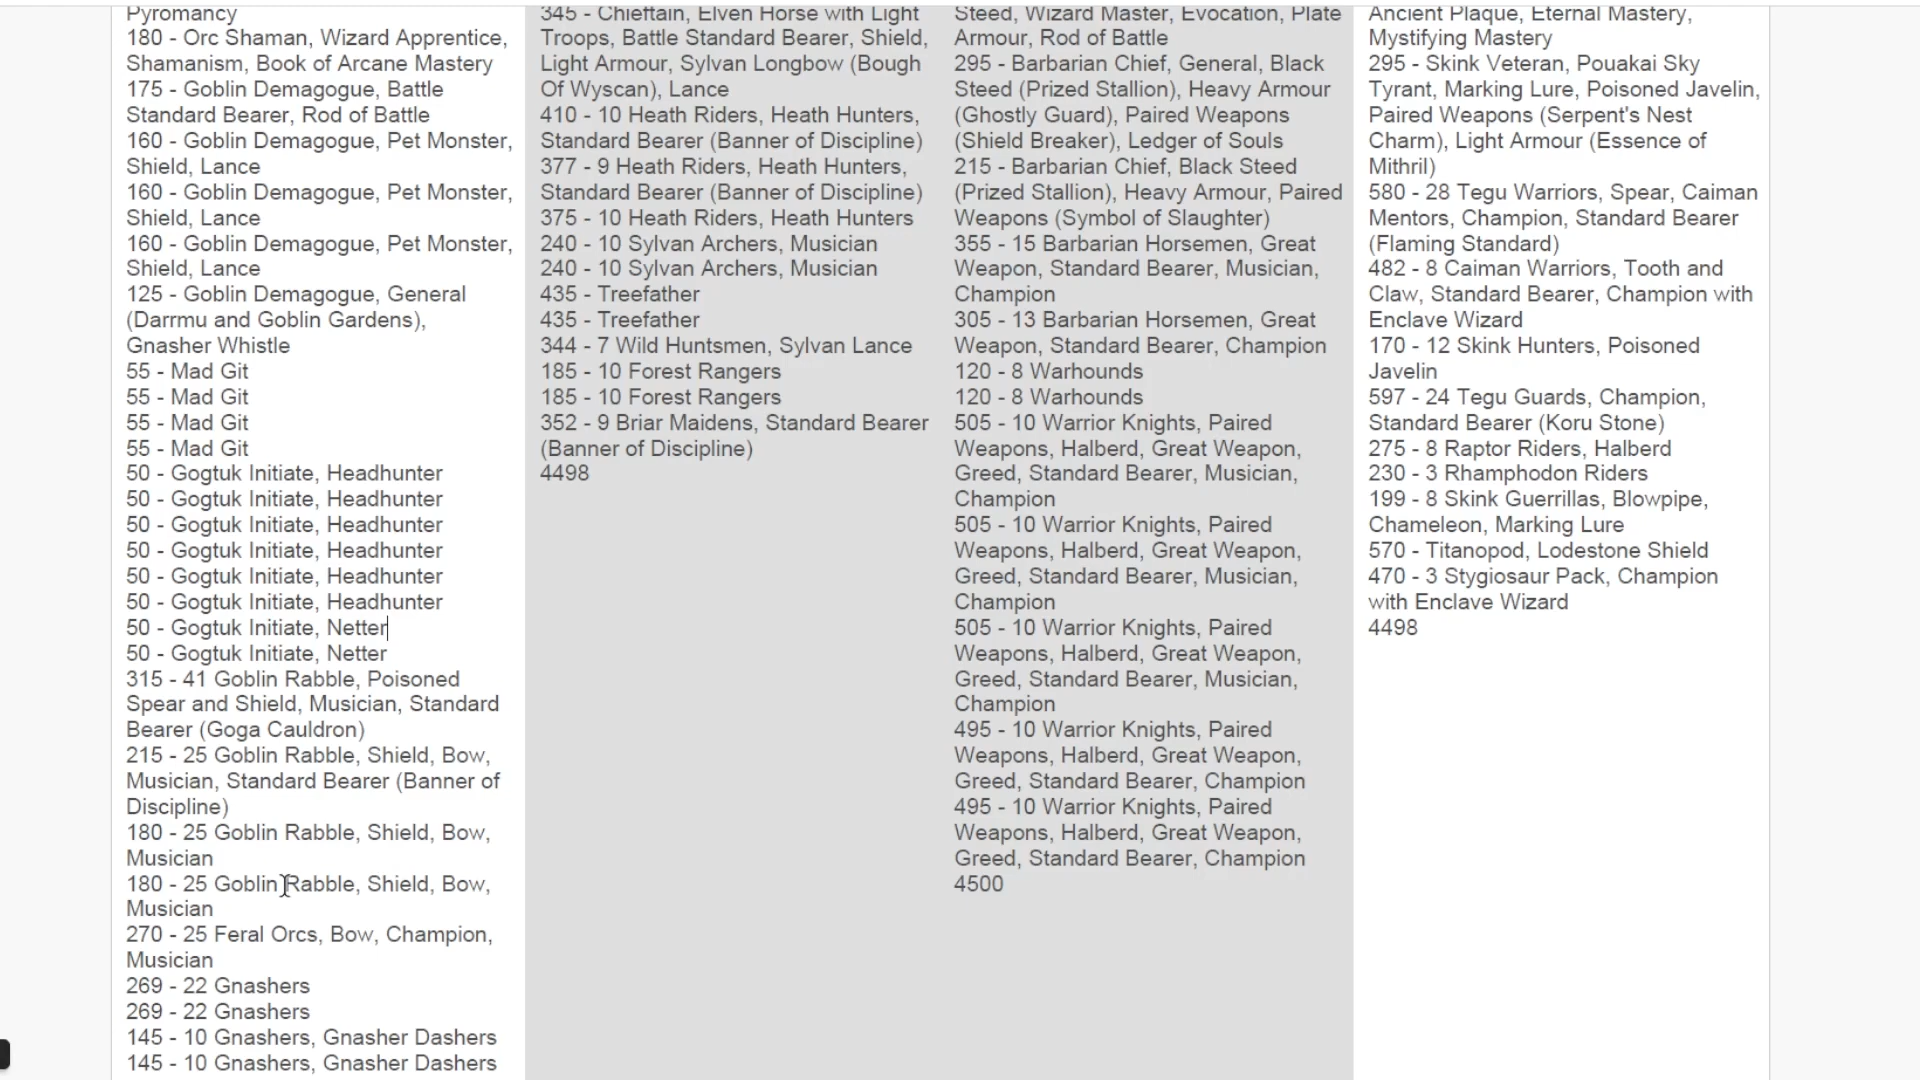 Pyromancy
180 - Orc Shaman, Wizard Apprentice,
Shamanism, Book of Arcane Mastery
175 - Goblin Demagogue, Battle
Standard Bearer, Rod of Battle
160 - Goblin Demagogue, Pet Monster,
Shield, Lance
160 - Goblin Demagogue, Pet Monster,
Shield, Lance
160 - Goblin Demagogue, Pet Monster,
Shield, Lance
125 - Goblin Demagogue, General
(Darrmu and Goblin Gardens),
Gnasher Whistle
55 - Mad Git
55 - Mad Git
55 - Mad Git
55 - Mad Git
50 - Gogtuk Initiate, Headhunter
50 - Gogtuk Initiate, Headhunter
50 - Gogtuk Initiate, Headhunter
50 - Gogtuk Initiate, Headhunter
50 - Gogtuk Initiate, Headhunter
50 - Gogtuk Initiate, Headhunter
50 - Gogtuk Initiate, Netter
50 - Gogtuk Initiate, Netter
315 - 41 Goblin Rabble, Poisoned
Spear and Shield, Musician, Standard
Bearer (Goga Cauldron)
215 - 25 Goblin Rabble, Shield, Bow,
Musician, Standard Bearer (Banner of
Discipline)
180 - 25 Goblin Rabble, Shield, Bow,
Musician
180 - 25 Goblin Rabble, Shield, Bow,
Musician
270 - 25 Feral Orcs, Bow, Champion,
Musician
269 - 22 Gnashers
269 - 22 Gnashers
145 - 10 Gnashers, Gnasher Dashers
145 - 10 Gnashers, Gnasher Dashers
345 - Chieftain, Elven Horse with Light
Troops, Battle Standard Bearer, Shield,
Light Armour, Sylvan Longbow (Bough
Of Wyscan), Lance
410 - 10 Heath Riders, Heath Hunters,
Standard Bearer (Banner of Discipline)
377 - 9 Heath Riders, Heath Hunters,
Standard Bearer (Banner of Discipline)
375 - 10 Heath Riders, Heath Hunters
240 - 10 Sylvan Archers, Musician
240 - 10 Sylvan Archers, Musician
435 - Treefather
435 - Treefather
344 - 7 Wild Huntsmen, Sylvan Lance
185 - 10 Forest Rangers
185 - 10 Forest Rangers
352 - 9 Briar Maidens, Standard Bearer
(Banner of Discipline)
4498
Steed, Wizard Master, Evocation, Plate
Armour, Rod of Battle
295 - Barbarian Chief, General, Black
Steed (Prized Stallion), Heavy Armour
(Ghostly Guard), Paired Weapons
(Shield Breaker), Ledger of Souls
215 - Barbarian Chief, Black Steed
(Prized Stallion), Heavy Armour, Paired
Weapons (Symbol of Slaughter)
355 - 15 Barbarian Horsemen, Great
Weapon, Standard Bearer, Musician,
Champion
305 - 13 Barbarian Horsemen, Great
Weapon, Standard Bearer, Champion
120 - 8 Warhounds
120 - 8 Warhounds
505 - 10 Warrior Knights, Paired
Weapons, Halberd, Great Weapon,
Greed, Standard Bearer, Musician,
Champion
505 - 10 Warrior Knights, Paired
Weapons, Halberd, Great Weapon,
Greed, Standard Bearer, Musician,
Champion
505 - 10 Warrior Knights, Paired
Weapons, Halberd, Great Weapon,
Greed, Standard Bearer, Musician,
Champion
495 - 10 Warrior Knights, Paired
Weapons, Halberd, Great Weapon,
Greed, Standard Bearer, Champion
495 - 10 Warrior Knights, Paired
Weapons, Halberd, Great Weapon,
Greed, Standard Bearer, Champion
4500
Ancient Plaque, Eternal Mastery,
Mystifying Mastery
295 - Skink Veteran, Pouakai Sky
Tyrant, Marking Lure, Poisoned Javelin,
Paired Weapons (Serpent's Nest
Charm), Light Armour (Essence of
Mithril)
580 - 28 Tegu Warriors, Spear, Caiman
Mentors, Champion, Standard Bearer
(Flaming Standard)
482 - 8 Caiman Warriors, Tooth and
Claw, Standard Bearer, Champion with
Enclave Wizard
170 - 12 Skink Hunters, Poisoned
Javelin
597 - 24 Tegu Guards, Champion,
Standard Bearer (Koru Stone)
275 - 8 Raptor Riders, Halberd
230 - 3 Rhamphodon Riders
199 - 8 Skink Guerrillas, Blowpipe,
Chameleon, Marking Lure
570 - Titanopod, Lodestone Shield
470 - 3 Stygiosaur Pack, Champion
with Enclave Wizard
4498